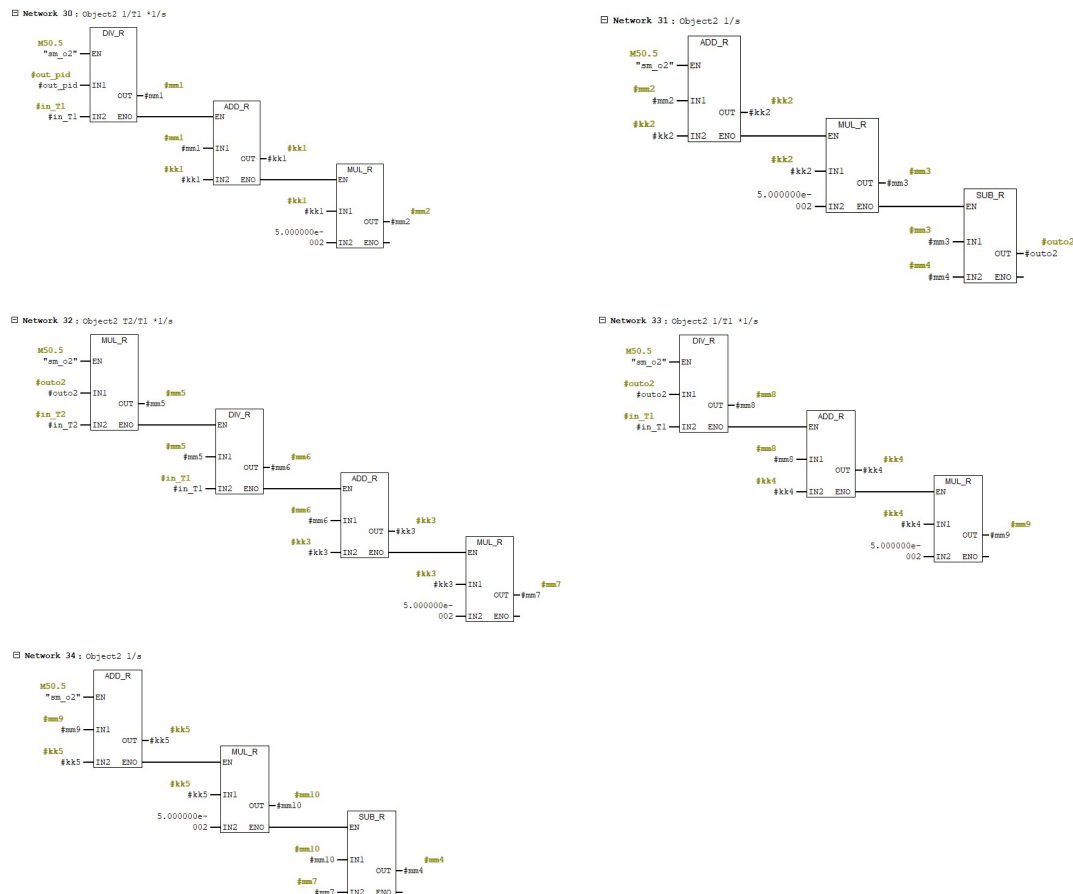 Network 30 : Object2 1/T1 *1/s
DIV_R
M50.5
"sm_o2" EN
#out_pid
#out_pid IN1 #mm1
OUT #mm1
#in_T1
#in_T1 IN2 ENO
ADD_R
EN
#mm1
#mm1 IN1 #kk1
OUT #kk1
#kk1
#kk1 IN2 ENO
MUL_R
EN
#kk1
#kk1 IN1 #mm2
OUT #mm2
5.000000e-
002 IN2 ENO
Network 31 : Object2 1/s
ADD_R
M50.5
"sm_o2" EN
#mm2
#mm2 IN1 #kk2
OUT #kk2
#kk2
#kk2 IN2 ENO
MUL_R
EN
#kk2
#kk2 IN1 #mm3
OUT #mm3
5.000000e-
002 IN2 ENO
SUB_R
EN
#mm3
#mm3 IN1 #outo2
OUT #outo2
#mm4
#mm4 IN2 ENO
Network 32 : Object2 T2/T1 *1/s
MUL_R
M50.5
"sm_o2" EN
#outo2
#outo2 IN1 #mm5
OUT #mm5
#in_T2
#in_T2 IN2 ENO
DIV_R
EN
#mm5
#mm5 IN1 #mm6
OUT #mm6
#in_T1
#in_T1 IN2 ENO
ADD_R
EN
#mm6
#mm6 IN1 #kk3
OUT #kk3
#kk3
#kk3 IN2 ENO
MUL_R
EN
#kk3
#kk3 IN1 #mm7
OUT #mm7
5.000000e-
002 IN2 ENO
Network 33 : Object2 1/T1 *1/s
DIV_R
M50.5
"sm_o2" EN
#outo2
#outo2 IN1 #mm8
OUT #mm8
#in_T1
#in_T1 IN2 ENO
ADD_R
EN
#mm8
#mm8 IN1 #kk4
OUT #kk4
#kk4
#kk4 IN2 ENO
MUL_R
EN
#kk4
#kk4 IN1 #mm9
OUT #mm9
5.000000e-
002 IN2 ENO
Network 34 : Object2 1/s
ADD_R
M50.5
"sm_o2" EN
#mm9
#mm9 IN1 #kk5
OUT #kk5
#kk5
#kk5 IN2 ENO
MUL_R
EN
#kk5
#kk5 IN1 #mm10
OUT #mm10
5.000000e-
002 IN2 ENO
SUB_R
EN
#mm10
#mm10 IN1 #mm4
OUT #mm4
#mm7
#mm7 IN2 ENO